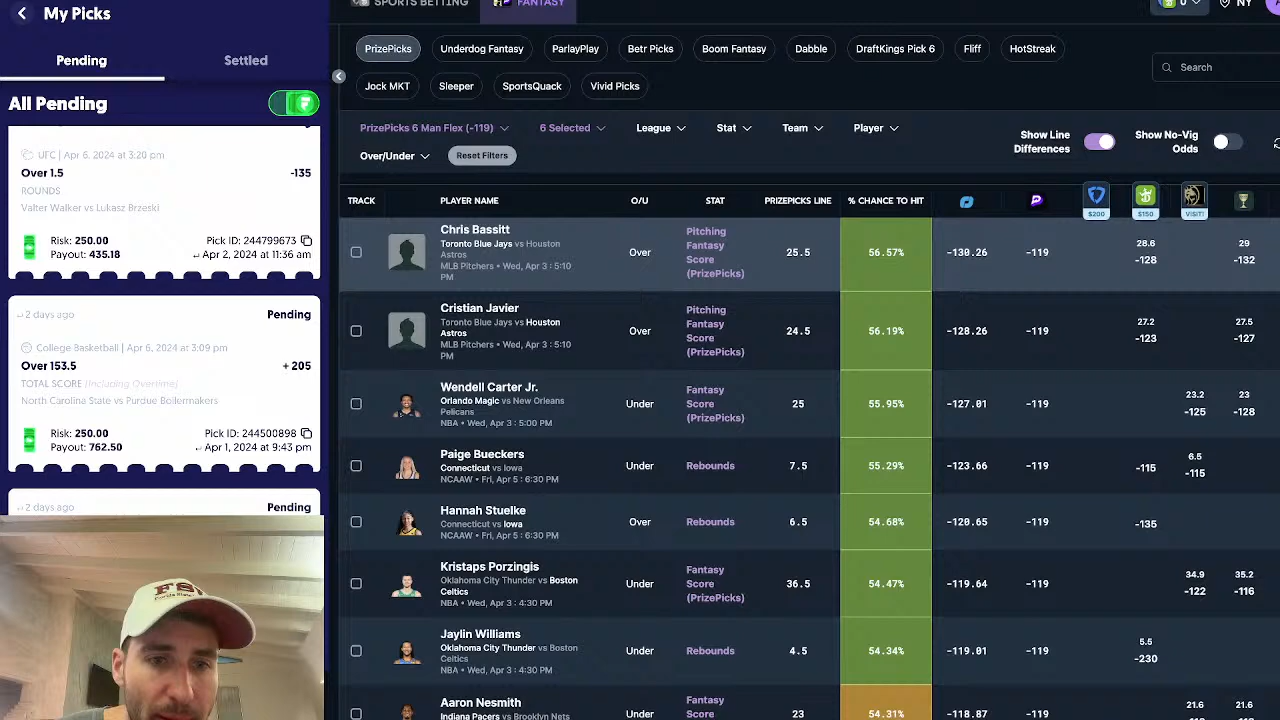 My Picks
Pending
Settled
All Pending
UFC | Apr 6, 2024 at 3:20 pm
Over 1.5
-135
ROUNDS
Valter Walker vs Lukasz Brzeski
Risk: 250.00
Pick ID: 244799673
Payout: 435.18
Apr 2, 2024 at 11:36 am
2 days ago
Pending
College Basketball | Apr 6, 2024 at 3:09 pm
Over 153.5
+ 205
TOTAL SCORE (Including Overtime)
North Carolina State vs Purdue Boilermakers
Risk: 250.00
Pick ID: 244500898
Payout: 762.50
Apr 1, 2024 at 9:43 pm
2 days ago
Pending
SPORTS BETTING
FANTASY
0
NY
PrizePicks
Underdog Fantasy
ParlayPlay
Betr Picks
Boom Fantasy
Dabble
DraftKings Pick 6
Fliff
HotStreak
Jock MKT
Sleeper
SportsQuack
Vivid Picks
Search
PrizePicks 6 Man Flex (-119)
6 Selected
League
Stat
Team
Player
Over/Under
Reset Filters
Show Line
Differences
Show No-Vig
Odds
TRACK
PLAYER NAME
O/U
STAT
PRIZEPICKS LINE
% CHANCE TO HIT
$200
$150
VISIT!
Chris Bassitt
Toronto Blue Jays vs Houston
Astros
MLB Pitchers • Wed, Apr 3 : 5:10
PM
Over
Pitching
Fantasy
Score
(PrizePicks)
25.5
56.57%
-130.26
-119
28.6
-128
29
-132
Cristian Javier
Toronto Blue Jays vs Houston
Astros
MLB Pitchers • Wed, Apr 3 : 5:10
PM
Over
Pitching
Fantasy
Score
(PrizePicks)
24.5
56.19%
-128.26
-119
27.2
-123
27.5
-127
Wendell Carter Jr.
Orlando Magic vs New Orleans
Pelicans
NBA • Wed, Apr 3 : 5:00 PM
Under
Fantasy
Score
(PrizePicks)
25
55.95%
-127.01
-119
23.2
-125
23
-128
Paige Bueckers
Connecticut vs Iowa
NCAAW • Fri, Apr 5 : 6:30 PM
Under
Rebounds
7.5
55.29%
-123.66
-119
-115
6.5
-115
Hannah Stuelke
Connecticut vs Iowa
NCAAW • Fri, Apr 5 : 6:30 PM
Over
Rebounds
6.5
54.68%
-120.65
-119
-135
Kristaps Porzingis
Oklahoma City Thunder vs Boston
Celtics
NBA • Wed, Apr 3 : 4:30 PM
Under
Fantasy
Score
(PrizePicks)
36.5
54.47%
-119.64
-119
34.9
-122
35.2
-116
Jaylin Williams
Oklahoma City Thunder vs Boston
Celtics
NBA • Wed, Apr 3 : 4:30 PM
Under
Rebounds
4.5
54.34%
-119.01
-119
5.5
-230
Aaron Nesmith
Indiana Pacers vs Brooklyn Nets
Under
Fantasy
Score
23
54.31%
-118.87
-119
21.6
21.6